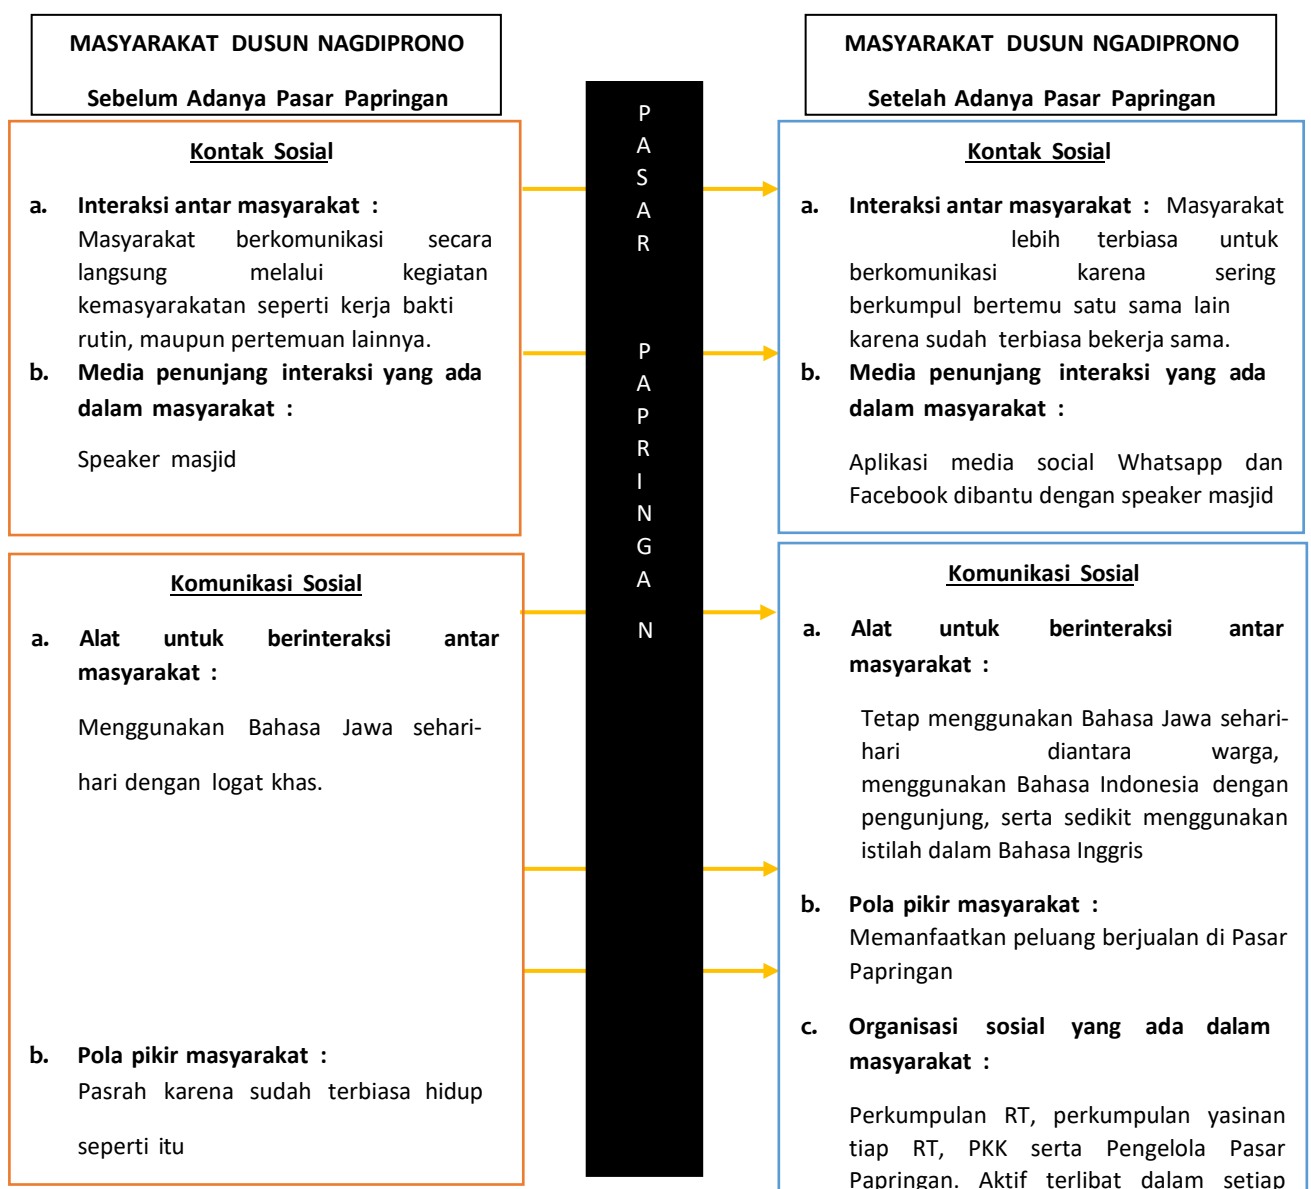 MASYARAKAT DUSUN NAGDIPRONO
Sebelum Adanya Pasar Papringan
Kontak Sosial
a. Interaksi antar masyarakat :
Masyarakat berkomunikasi secara
langsung melalui kegiatan
kemasyarakatan seperti kerja bakti
rutin, maupun pertemuan lainnya.
b. Media penunjang interaksi yang ada
dalam masyarakat :
Speaker masjid
Komunikasi Sosial
a. Alat untuk berinteraksi antar
masyarakat :
Menggunakan Bahasa Jawa sehari-
hari dengan logat khas.
b. Pola pikir masyarakat :
Pasrah karena sudah terbiasa hidup
seperti itu
P
A
S
A
R
P
A
P
R
I
N
G
A
N
MASYARAKAT DUSUN NGADIPRONO
Setelah Adanya Pasar Papringan
Kontak Sosial
a. Interaksi antar masyarakat : Masyarakat
lebih terbiasa untuk
berkomunikasi karena sering
berkumpul bertemu satu sama lain
karena sudah terbiasa bekerja sama.
b. Media penunjang interaksi yang ada
dalam masyarakat :
Aplikasi media social Whatsapp dan
Facebook dibantu dengan speaker masjid
Komunikasi Sosial
a. Alat untuk berinteraksi antar
masyarakat :
Tetap menggunakan Bahasa Jawa sehari-
hari diantara warga,
menggunakan Bahasa Indonesia dengan
pengunjung, serta sedikit menggunakan
istilah dalam Bahasa Inggris
b. Pola pikir masyarakat :
Memanfaatkan peluang berjualan di Pasar
Papringan
c. Organisasi sosial yang ada dalam
masyarakat :
Perkumpulan RT, perkumpulan yasinan
tiap RT, PKK serta Pengelola Pasar
Papringan. Aktif terlibat dalam setiap